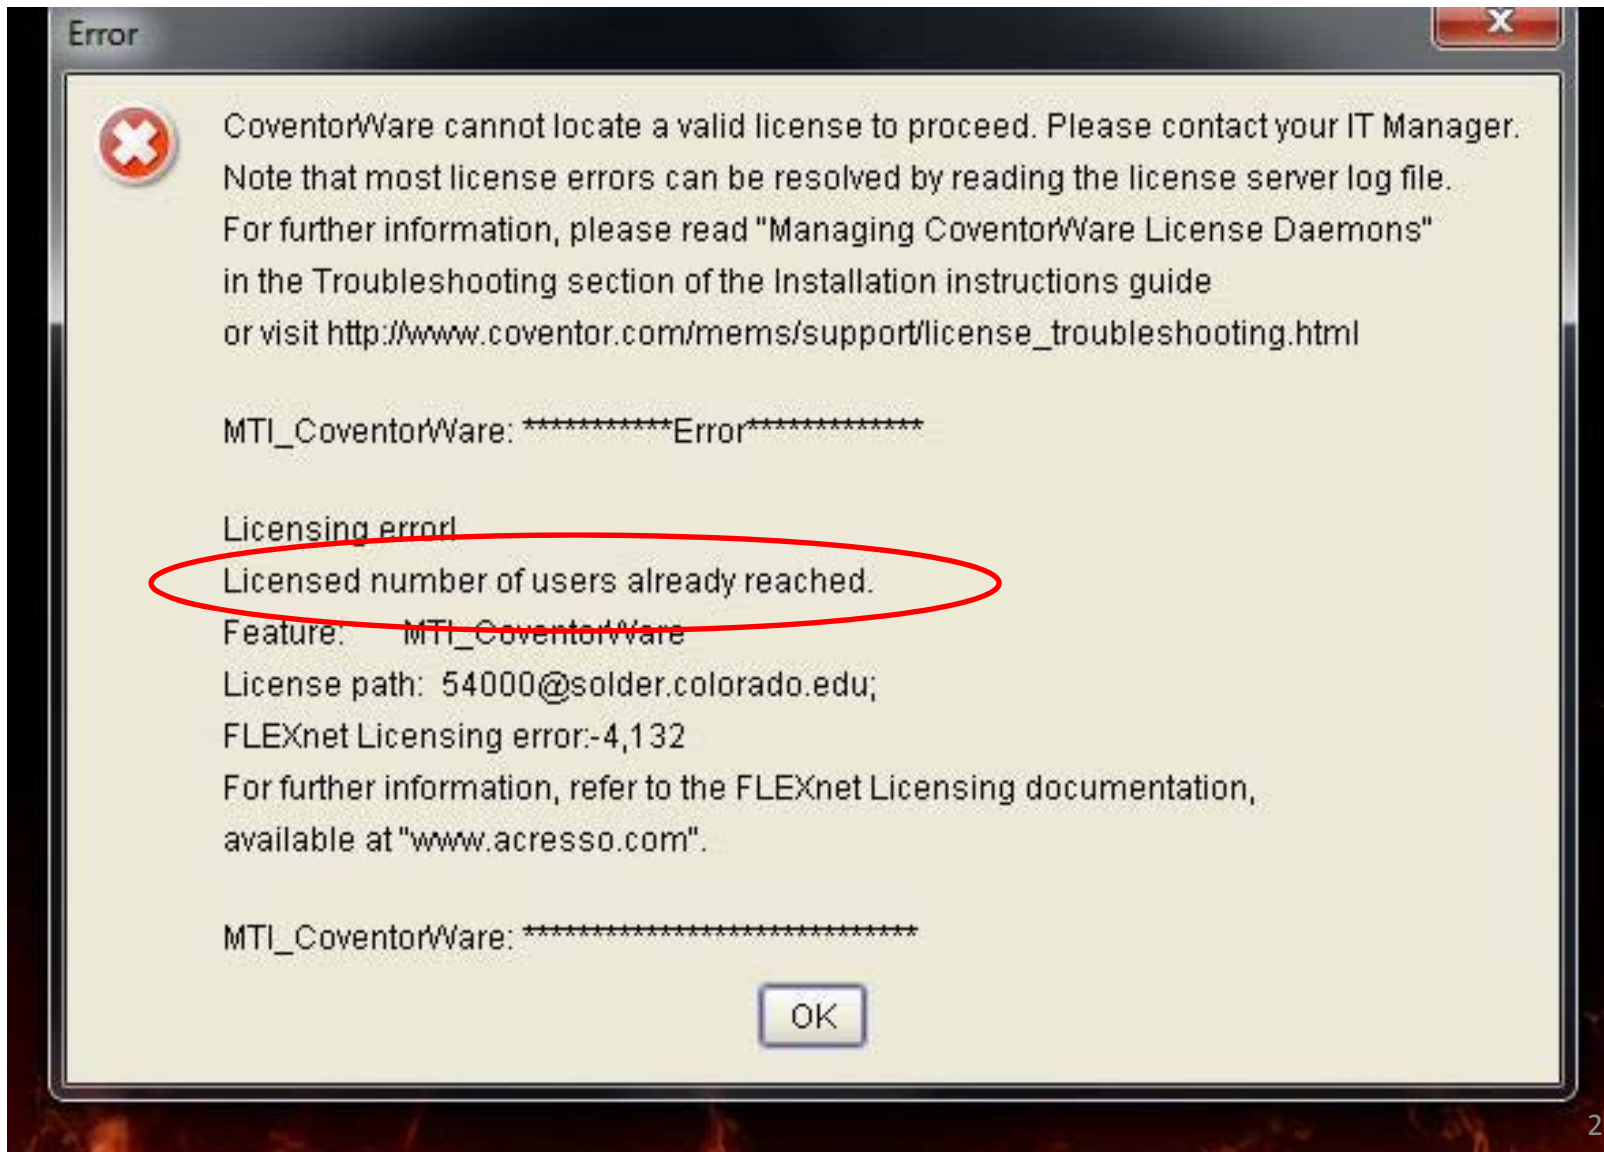 Error
x
CoventorWare cannot locate a valid license to proceed. Please contact your IT Manager.
Note that most license errors can be resolved by reading the license server log file.
For further information, please read "Managing CoventorWare License Daemons"
in the Troubleshooting section of the Installation instructions guide
or visit http://www.coventor.com/mems/support/license_troubleshooting.html
MTI_CoventorWare: ***********Error*************
Licensing error!
Licensed number of users already reached.
Feature: MTI_CoventorWare
License path: 54000@solder.colorado.edu;
FLEXnet Licensing error:-4,132
For further information, refer to the FLEXnet Licensing documentation,
available at "www.acresso.com".
MTI_CoventorWare: *****************************
OK
2